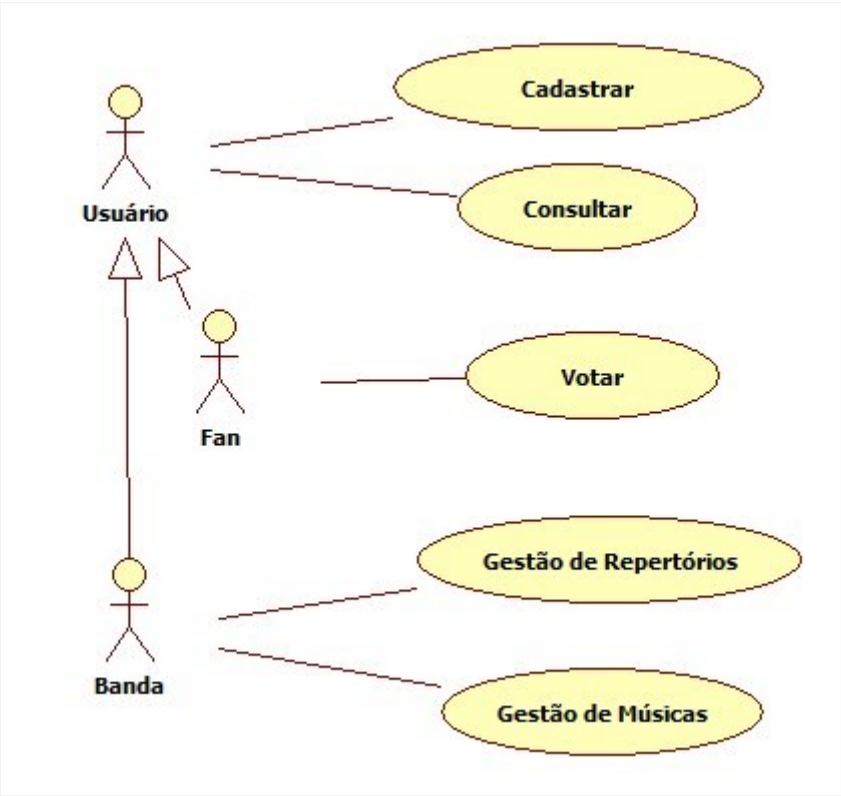 Cadastrar
Usuário
Consultar
Votar
Fan
Gestão de Repertórios
Banda
Gestão de Músicas